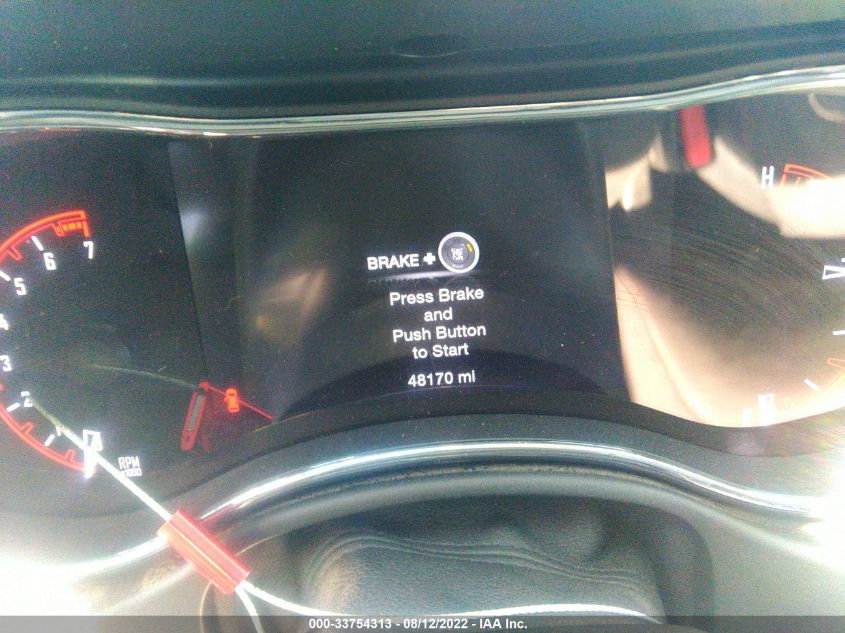 BRAKE +
Press Brake
and
Push Button
to Start
48170 mi
7
6
5
4
3
2
RPM
H
000-33754313 - 08/12/2022 - IAA Inc.